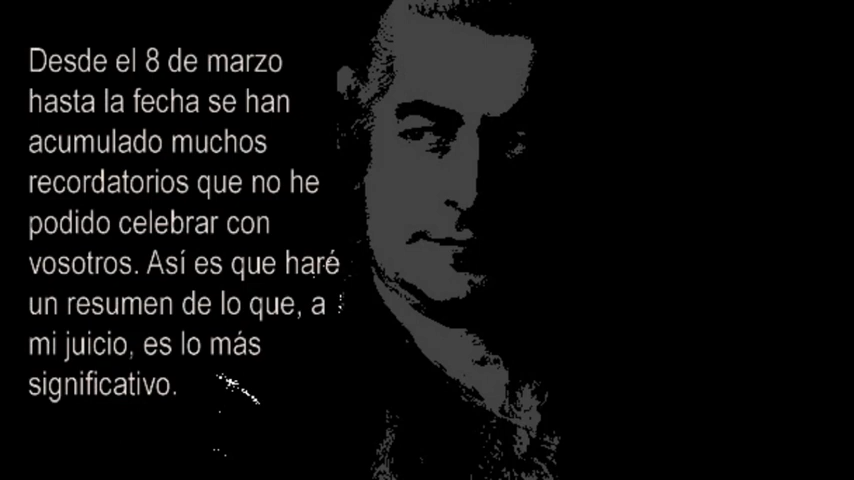 Desde el 8 de marzo
hasta la fecha se han
acumulado muchos
recordatorios que no he
podido celebrar con
vosotros. Así es que haré
un resumen de lo que, a
mi juicio, es lo más
significativo.